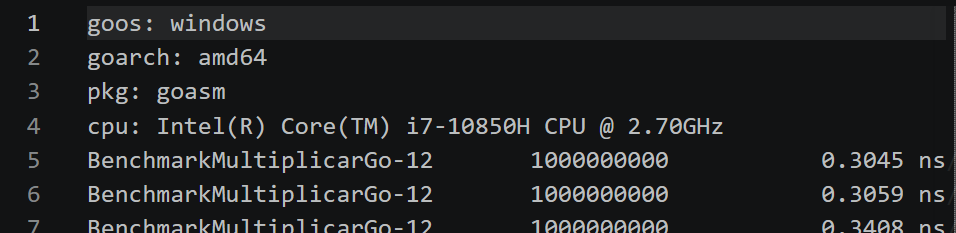 1 goos: windows
2 goarch: amd64
3 pkg: goasm
4 cpu: Intel(R) Core(TM) i7-10850H CPU @ 2.70GHz
5 BenchmarkMultiplicarGo-12 1000000000 0.3045 ns
6 BenchmarkMultiplicarGo-12 1000000000 0.3059 ns
7 BenchmarkMultiplicarGo-12 1000000000 0.3408 ns